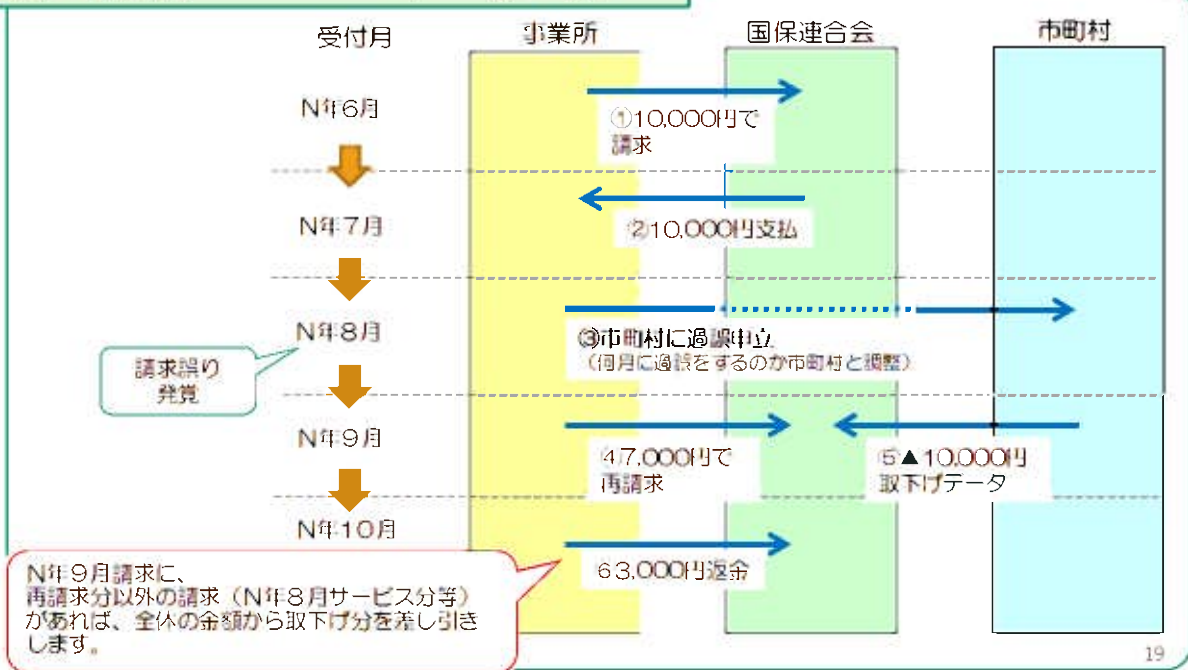 受付月
事業所
国保連合会
市町村
N年6月
①10,000円で
請求
N年7月
②10,000円支払
N年8月
③市町村に過誤申立
(何月に過誤をするのか市町村と調整)
請求誤り
発覚
N年9月
④7,000円で
再請求
⑤▲10,000円
取下げデータ
N年10月
⑥3,000円返金
N年9月請求に、
再請求分以外の請求(N年8月サービス分等)
があれば、全体の金額から取下げ分を差し引き
します。
19